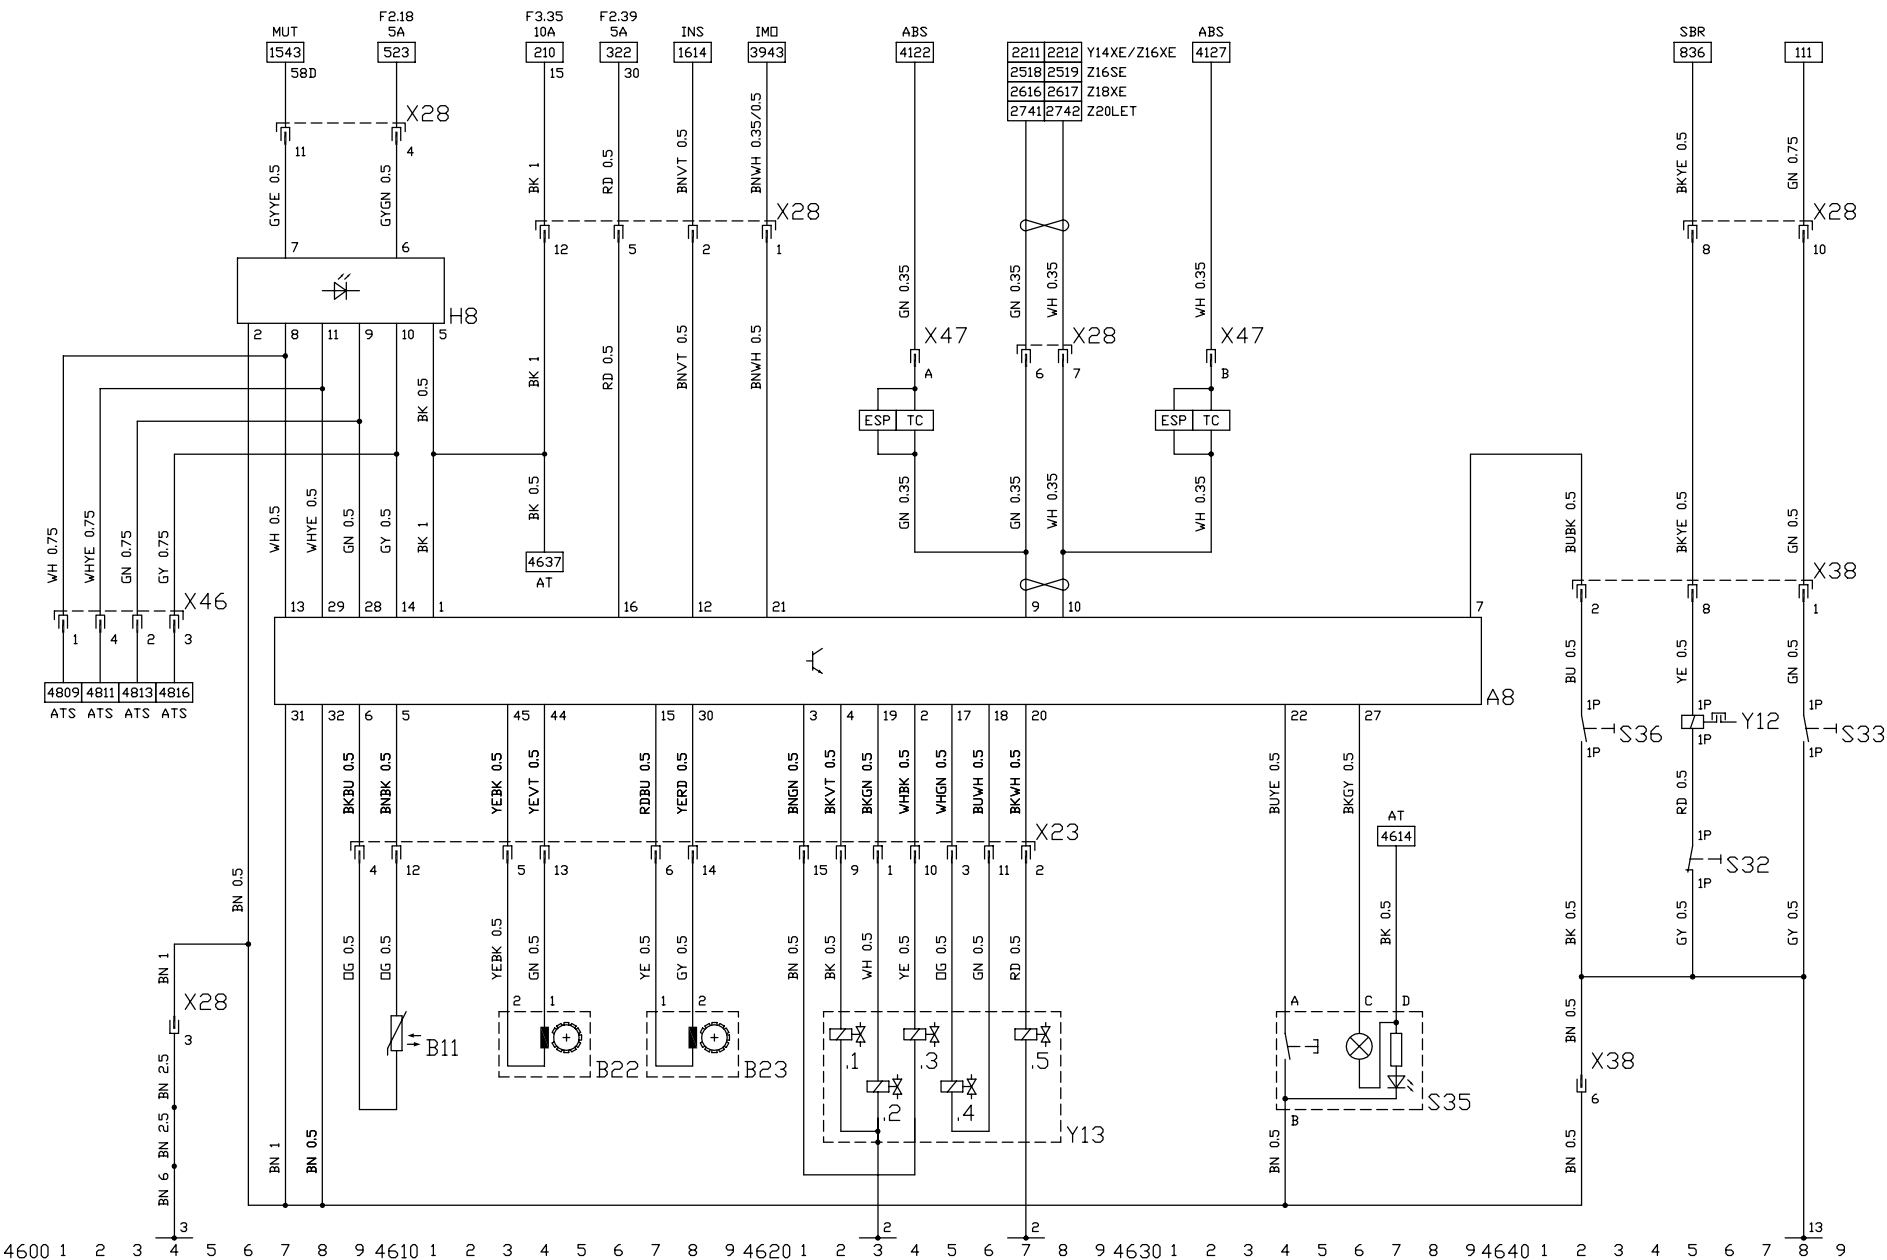 F2.18 F3.35 F2.39
MUT 5A 10A 5A INS IMO ABS ABS SBR
1543 523 210 322 1614 3943 4122 2211 2212 Y14XE/Z16XE 4127 836 111
58D 15 30 2518 2519 Z16SE
2616 2617 Z18XE
2741 2742 Z20LET
X28
11 4
GYYE 0.5 GYGN 0.5 BK 1 RD 0.5 BNVT 0.5 BNWH 0.35/0.5 BKYE 0.5 GN 0.75
X28 X28
7 6 12 5 2 1 8 10
GN 0.35 GN 0.35 WH 0.35 WH 0.35
H8
2 8 11 9 10 5
X47 X28 X47
A 6 7 B
BK 0.5 BK 1 RD 0.5 BNVT 0.5 BNWH 0.5
ESP TC ESP TC
WH 0.75 WHYE 0.75 GN 0.75 GY 0.75 WH 0.5 WHYE 0.5 GN 0.5 GY 0.5 BK 1 BK 0.5 GN 0.35 GN 0.35 WH 0.35 WH 0.35 BUBK 0.5 BKYE 0.5 GN 0.5
4637
AT
X46 X38
13 29 28 14 1 16 12 21 9 10 7 2 8 1
1 4 2 3
BU 0.5 YE 0.5 GN 0.5
4809 4811 4813 4816
ATS ATS ATS ATS
A8
31 32 6 5 45 44 15 30 3 4 19 2 17 18 20 22 27
1P 1P 1P
S36 Y12 S33
1P 1P 1P
BKBU 0.5 BNBK 0.5 YEBK 0.5 YEVT 0.5 RDBU 0.5 YERD 0.5 BNGN 0.5 BKVT 0.5 BKGN 0.5 WHBK 0.5 WHGN 0.5 BUWH 0.5 BKWH 0.5 BUYE 0.5 BKGY 0.5 RD 0.5
AT
4614
X23
4 12 5 13 6 14 15 9 1 10 3 11 2
1P
S32
1P
BN 0.5
BN 1 OG 0.5 OG 0.5 YEBK 0.5 GN 0.5 YE 0.5 GY 0.5 BN 0.5 BK 0.5 WH 0.5 YE 0.5 OG 0.5 GN 0.5 RD 0.5 BK 0.5 BK 0.5 GY 0.5 GY 0.5
X28
3
2 1 1 2 A C D
BN 0.5
B11 B22 B23 .1 .3 .5
.2 .4
Y13
S35
B
X38
6
BN 2.5
BN 2.5
BN 6 BN 1 BN 0.5 BN 0.5 BN 0.5
3 2 2 13
4600 1 2 3 4 5 6 7 8 9 4610 1 2 3 4 5 6 7 8 9 4620 1 2 3 4 5 6 7 8 9 4630 1 2 3 4 5 6 7 8 9 4640 1 2 3 4 5 6 7 8 9